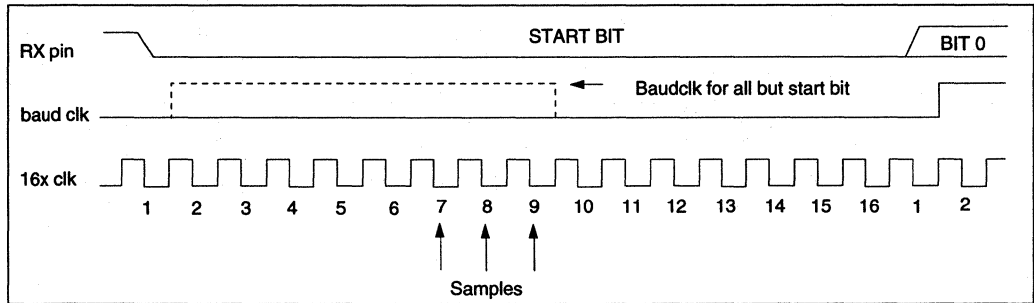 RX pin
START BIT
BIT 0
Baudclk for all but start bit
baud clk
16x clk
1 2 3 4 5 6 7 8 9 10 11 12 13 14 15 16 1 2
Samples